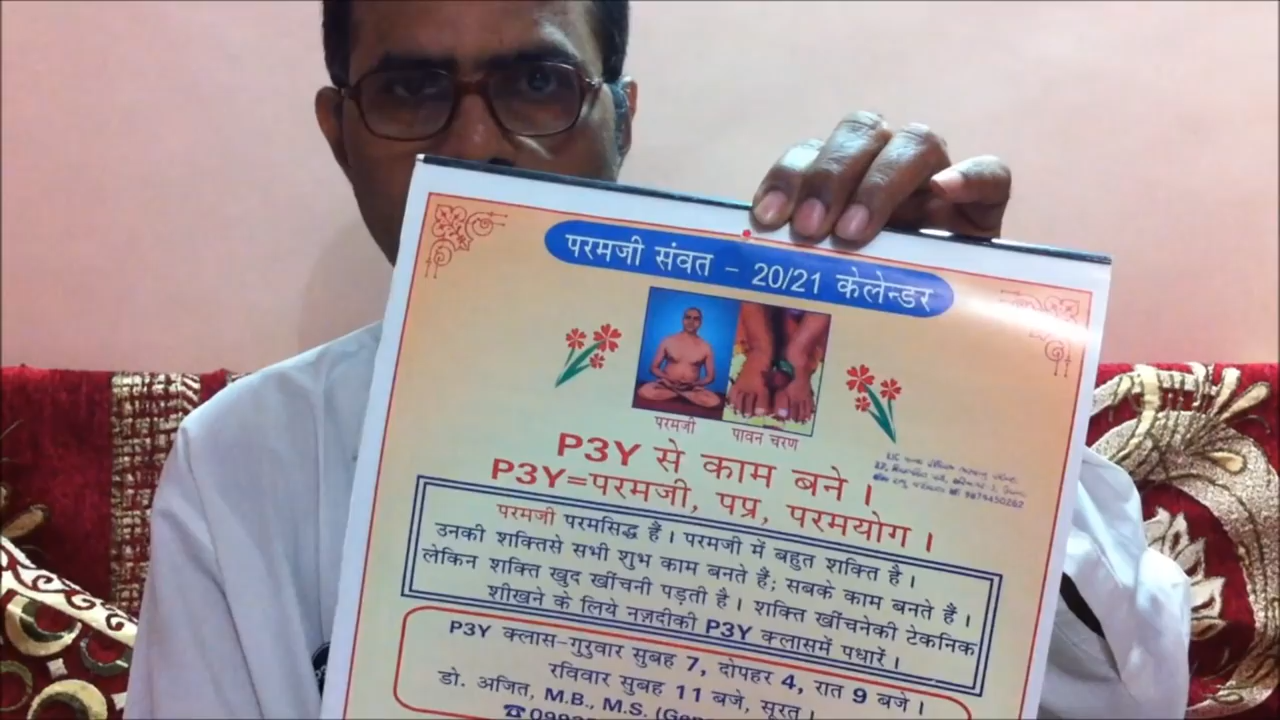 परमजी संवत - 20/21 केलेन्डर
परमजी
पावन चरण
P3Y से काम बने ।
P3Y=परमजी, पप्र, परमयोग ।
परमजी परमसिद्ध हैं । परमजी में बहुत शक्ति है ।
उनकी शक्तिसे सभी शुभ काम बनते हैं; सबके काम बनते हैं ।
लेकिन शक्ति खुद खींचनी पड़ती है । शक्ति खींचनेकी टेकनिक
शीखने के लिये नज़दीकी P3Y क्लासमें पधारें ।
P3Y क्लास-गुरुवार सुबह 7, दोपहर 4, रात 9 बजे ।
रविवार सुबह 11 बजे, सूरत ।
डो. अजित, M.B., M.S.